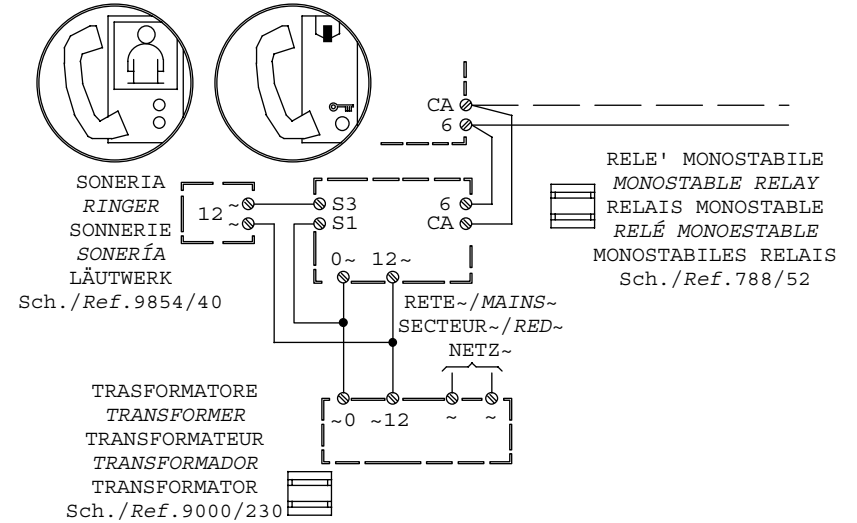 CA
6
RELE' MONOSTABILE
MONOSTABLE RELAY
RELAIS MONOSTABLE
RELÉ MONOESTABLE
MONOSTABILES RELAIS
Sch./Ref.788/52
SONERIA
RINGER
SONNERIE
SONERÍA
LÄUTWERK
Sch./Ref.9854/40
12 ~
~
S3
S1
6
CA
0~ 12~
RETE~/MAINS~
SECTEUR~/RED~
NETZ~
TRASFORMATORE
TRANSFORMER
TRANSFORMATEUR
TRANSFORMADOR
TRANSFORMATOR
Sch./Ref.9000/230
~0 ~12 ~ ~